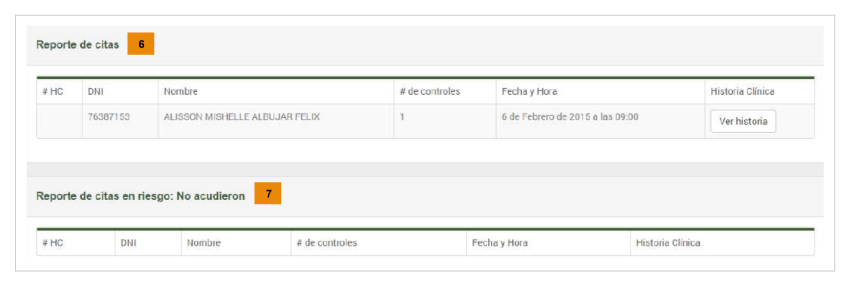 Reporte de citas 6
# HC DNI Nombre # de controles Fecha y Hora Historia Clínica
76387153 ALISSON MISHELLE ALBUJAR FELIX 1 6 de Febrero de 2015 a las 09:00 Ver historia
Reporte de citas en riesgo: No acudieron 7
# HC DNI Nombre # de controles Fecha y Hora Historia Clínica